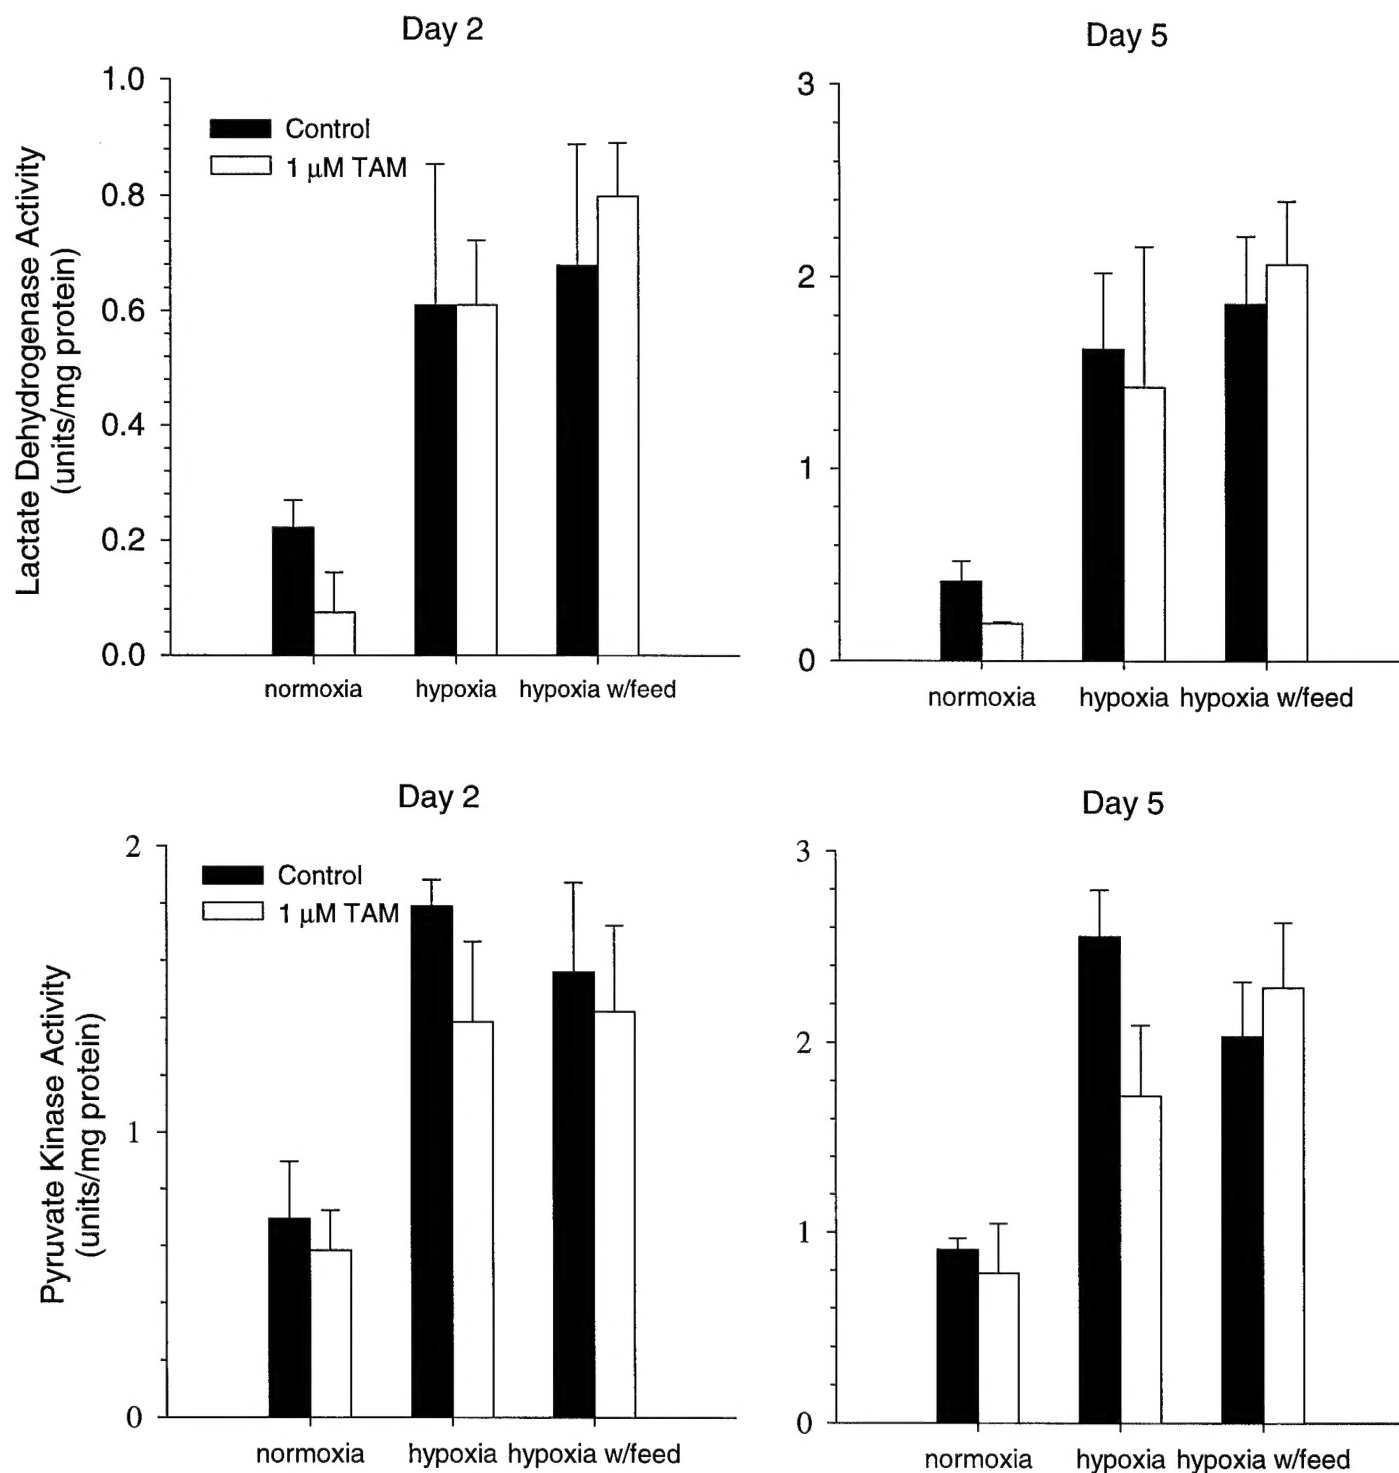 Day 2
Day 5
Lactate Dehydrogenase Activity
(units/mg protein)
1.0
0.8
0.6
0.4
0.2
0.0
Control
1 μM TAM
normoxia hypoxia hypoxia w/feed
3
2
1
0
normoxia hypoxia hypoxia w/feed
Day 2
Day 5
Pyruvate Kinase Activity
(units/mg protein)
2
1
0
Control
1 μM TAM
normoxia hypoxia hypoxia w/feed
3
2
1
0
normoxia hypoxia hypoxia w/feed